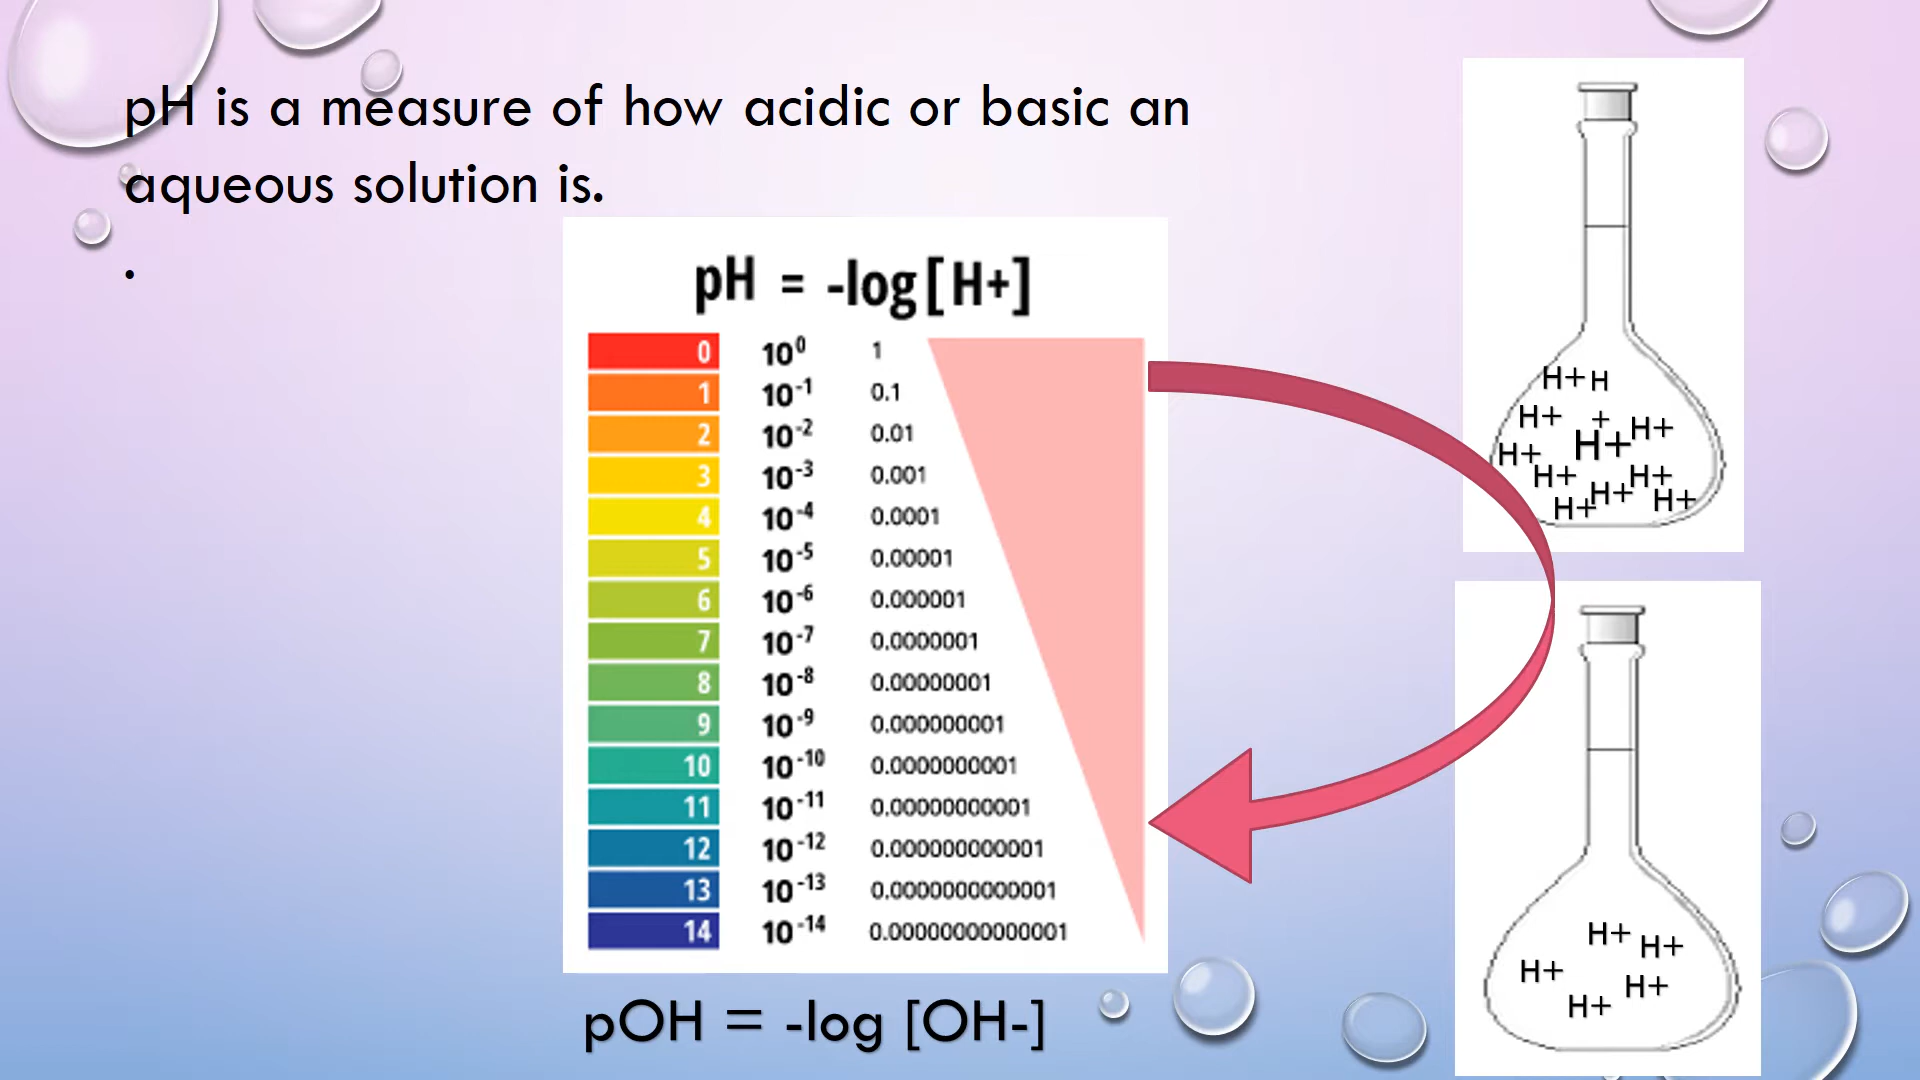 pH is a measure of how acidic or basic an
aqueous solution is.
.
pH = -log[H+]
0 10⁰ 1
1 10⁻¹ 0.1
2 10⁻² 0.01
3 10⁻³ 0.001
4 10⁻⁴ 0.0001
5 10⁻⁵ 0.00001
6 10⁻⁶ 0.000001
7 10⁻⁷ 0.0000001
8 10⁻⁸ 0.00000001
9 10⁻⁹ 0.000000001
10 10⁻¹⁰ 0.0000000001
11 10⁻¹¹ 0.00000000001
12 10⁻¹² 0.000000000001
13 10⁻¹³ 0.0000000000001
14 10⁻¹⁴ 0.00000000000001
pOH = -log [OH-]
H+ H
+
H+ H+ H+
H+ H+ H+
H+ H+ H+
H+ H+
H+ H+
H+ H+